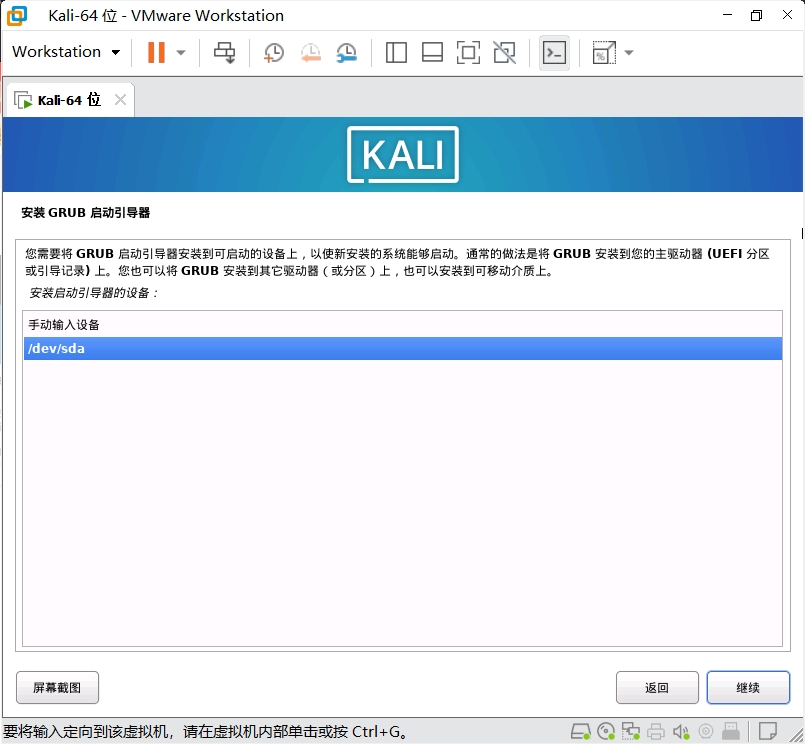 Kali-64 位 - VMware Workstation
Workstation
Kali-64 位
KALI
安装 GRUB 启动引导器
您需要将 GRUB 启动引导器安装到可启动的设备上，以使新安装的系统能够启动。通常的做法是将 GRUB 安装到您的主驱动器 (UEFI 分区
或引导记录) 上。您也可以将 GRUB 安装到其它驱动器（或分区）上，也可以安装到可移动介质上。
安装启动引导器的设备：
手动输入设备
/dev/sda
屏幕截图
返回
继续
要将输入定向到该虚拟机，请在虚拟机内部单击或按 Ctrl+G。